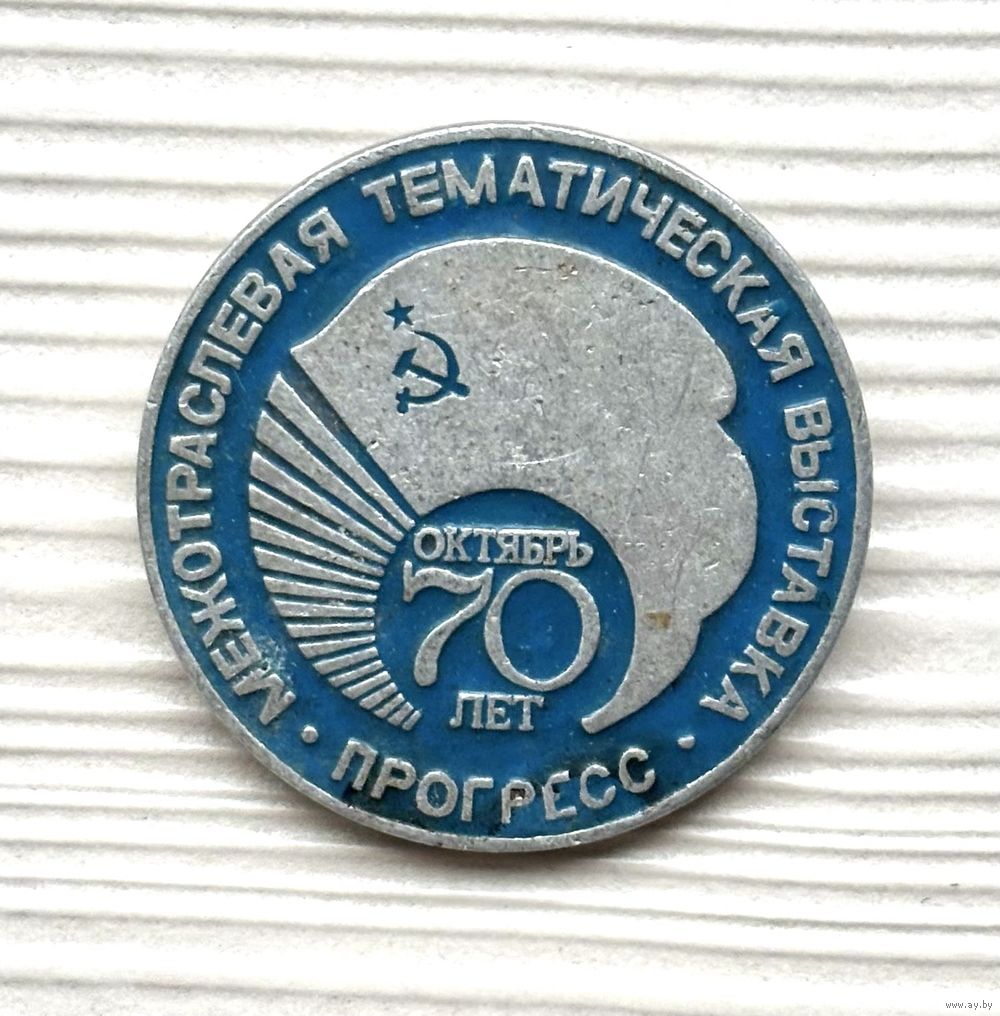 МЕЖОТРАСЛЕВАЯ ТЕМАТИЧЕСКАЯ ВЫСТАВКА
ОКТЯБРЬ
70
ЛЕТ
· ПРОГРЕСС ·
www.ay.by